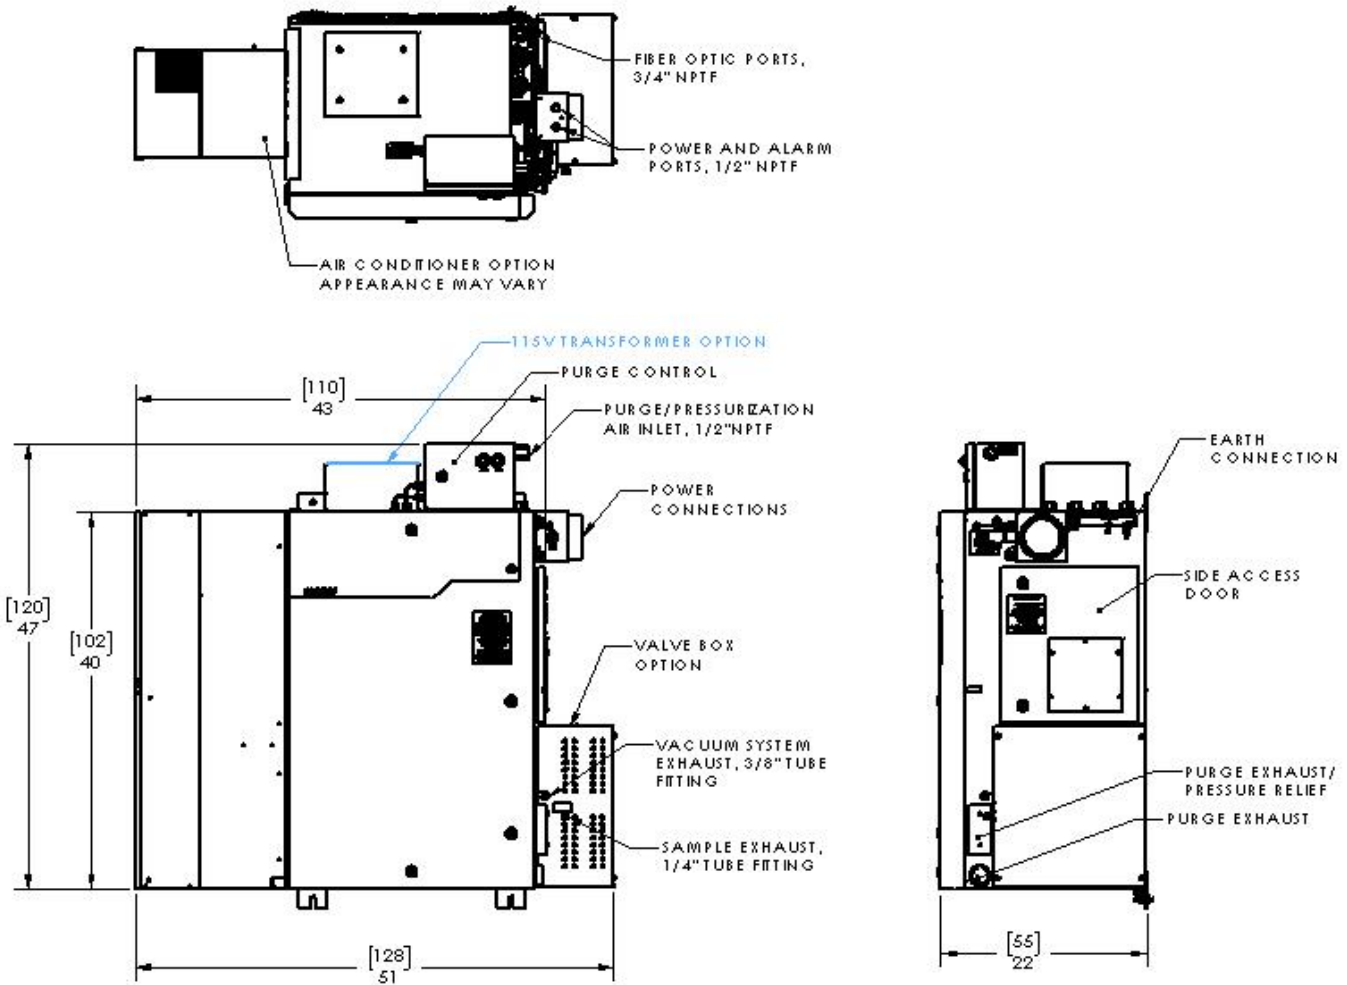 FIBER OPTIC PORTS,
3/4" NPTF
POWER AND ALARM
PORTS, 1/2" NPTF
AIR CONDITIONER OPTION
APPEARANCE MAY VARY
115V TRANSFORMER OPTION
PURGE CONTROL
[110]
43
PURGE/PRESSURIZATION
AIR INLET, 1/2"NPTF
EARTH
CONNECTION
POWER
CONNECTIONS
SIDE ACCESS
DOOR
[120]
47
[102]
40
VALVE BOX
OPTION
VACUUM SYSTEM
EXHAUST, 3/8" TUBE
FITTING
PURGE EXHAUST/
PRESSURE RELIEF
PURGE EXHAUST
SAMPLE EXHAUST,
1/4" TUBE FITTING
[128]
51
[55]
22